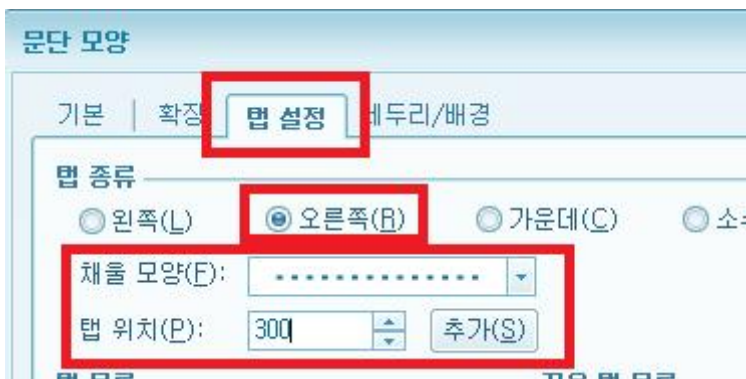 문단 모양
기본 | 확장 탭 설정 테두리/배경
탭 종류
왼쪽(L) 오른쪽(R) 가운데(C)
채울 모양(F):
탭 위치(P): 300 추가(S)